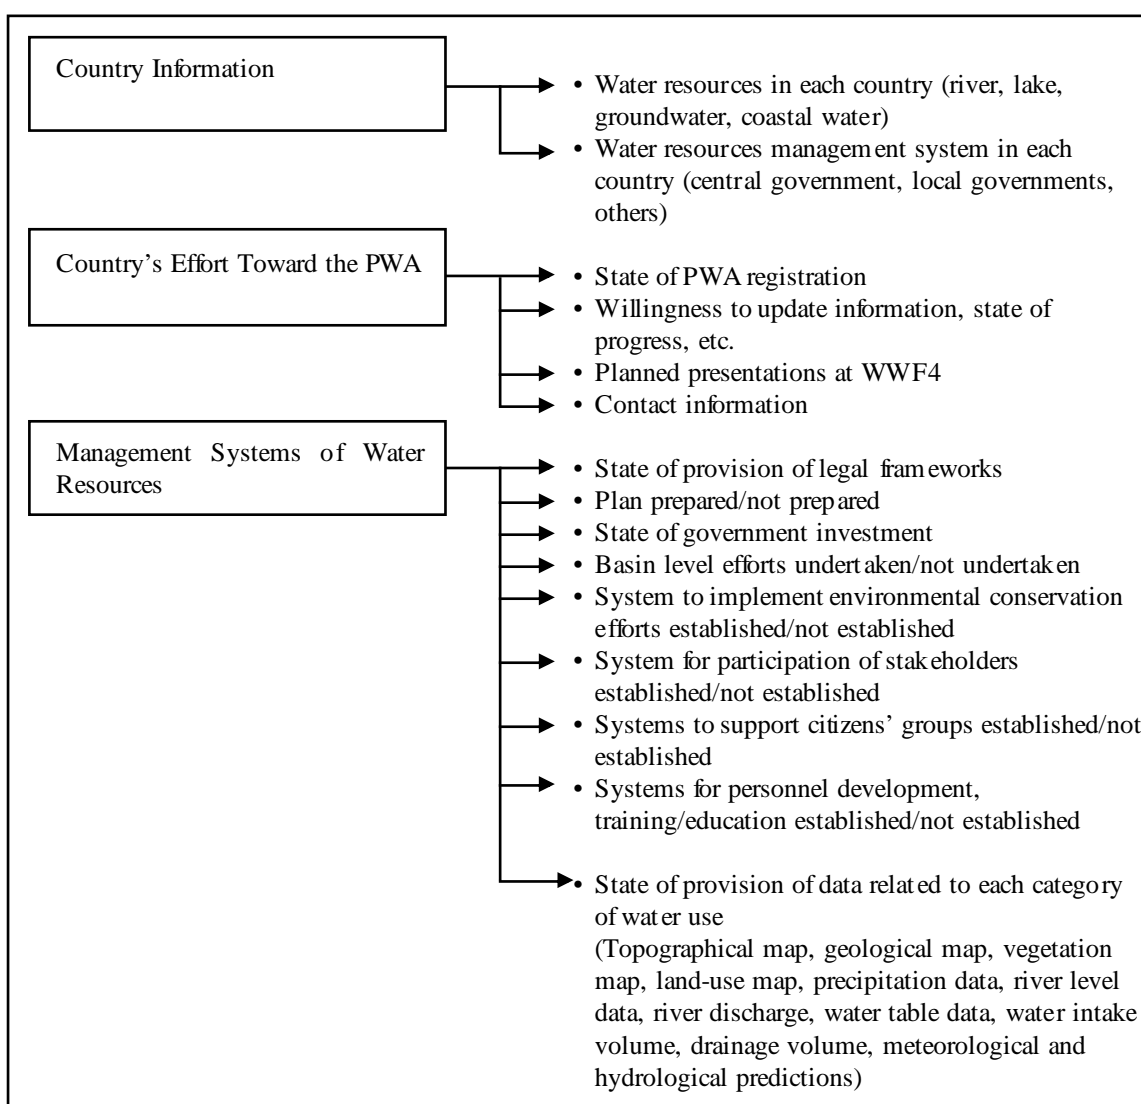 Country Information
• Water resources in each country (river, lake,
groundwater, coastal water)
• Water resources management system in each
country (central government, local governments,
others)
Country’s Effort Toward the PWA
• State of PWA registration
• Willingness to update information, state of
progress, etc.
• Planned presentations at WWF4
• Contact information
Management Systems of Water
Resources
• State of provision of legal frameworks
• Plan prepared/not prepared
• State of government investment
• Basin level efforts undertaken/not undertaken
• System to implement environmental conservation
efforts established/not established
• System for participation of stakeholders
established/not established
• Systems to support citizens’ groups established/not
established
• Systems for personnel development,
training/education established/not established
• State of provision of data related to each category
of water use
(Topographical map, geological map, vegetation
map, land-use map, precipitation data, river level
data, river discharge, water table data, water intake
volume, drainage volume, meteorological and
hydrological predictions)